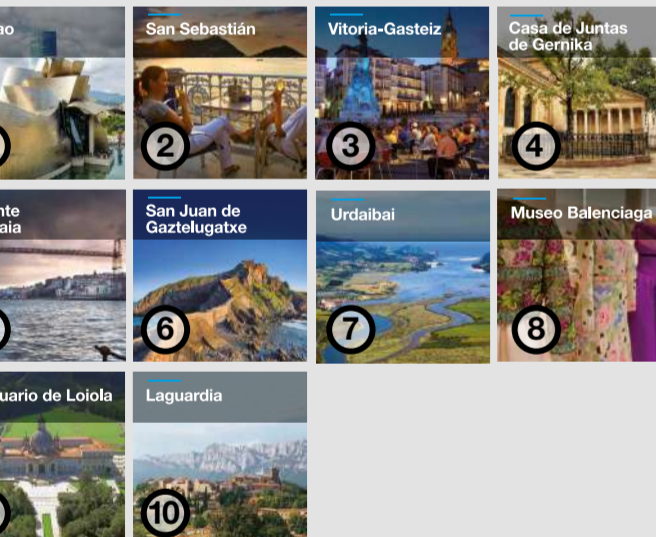 ao
San Sebastián
2
Vitoria-Gasteiz
3
Casa de Juntas
de Gernika
4
nte
aia
San Juan de
Gaztelugatxe
6
Urdaibai
7
Museo Balenciaga
8
uario de Loiola
Laguardia
10